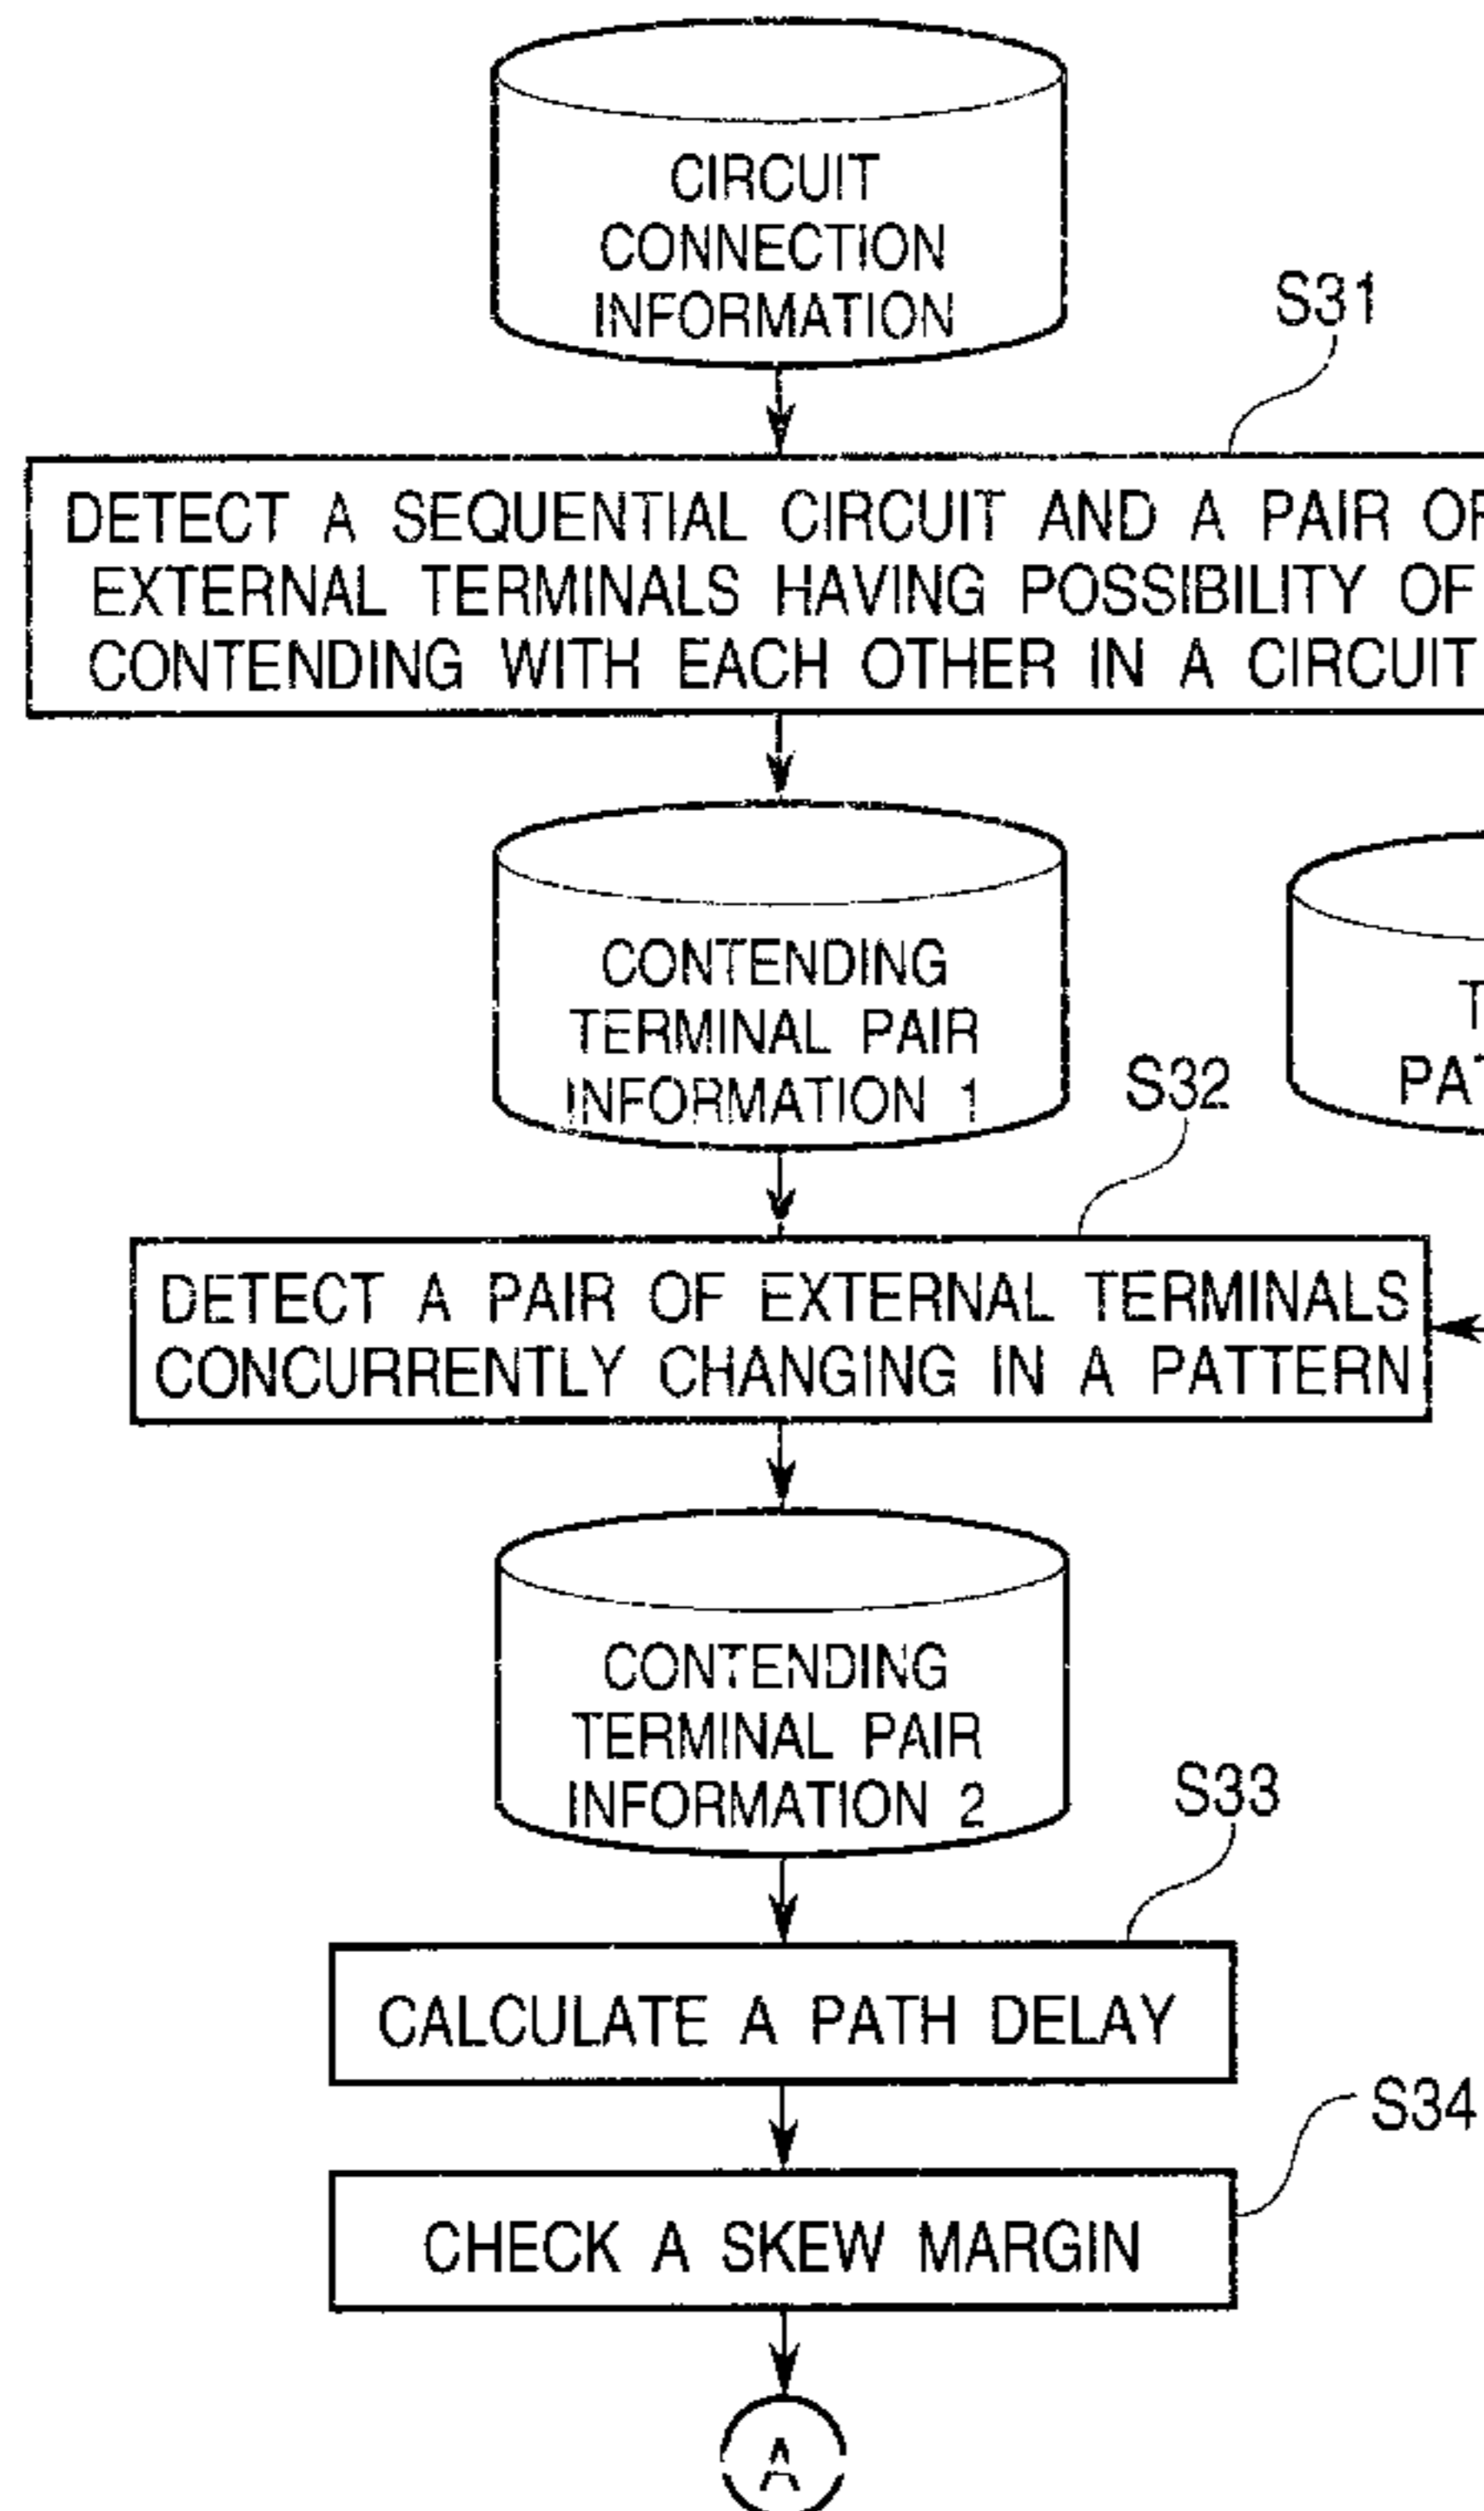 CIRCUIT
CONNECTION
INFORMATION
S31
DETECT A SEQUENTIAL CIRCUIT AND A PAIR
EXTERNAL TERMINALS HAVING POSSIBILITY OF
CONTENDING WITH EACH OTHER IN A CIRCUIT
CONTENDING
TERMINAL PAIR
INFORMATION 1
S32
DETECT A PAIR OF EXTERNAL TERMINALS
CONCURRENTLY CHANGING IN A PATTERN
CONTENDING
TERMINAL PAIR
INFORMATION 2
S33
CALCULATE A PATH DELAY
S34
CHECK A SKEW MARGIN
A